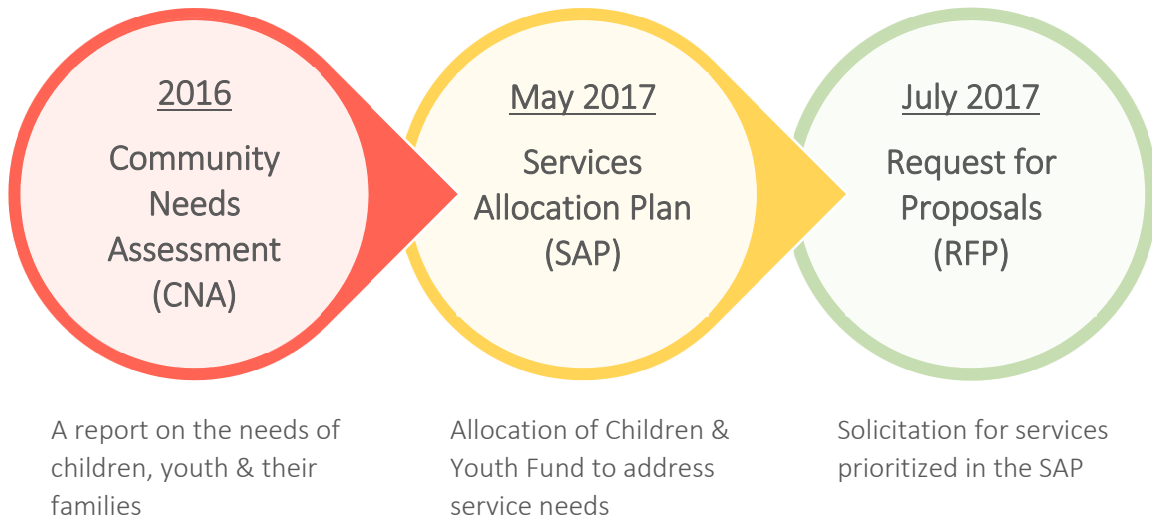 2016
Community
Needs
Assessment
(CNA)
A report on the needs of
children, youth & their
families
May 2017
Services
Allocation Plan
(SAP)
Allocation of Children &
Youth Fund to address
service needs
July 2017
Request for
Proposals
(RFP)
Solicitation for services
prioritized in the SAP